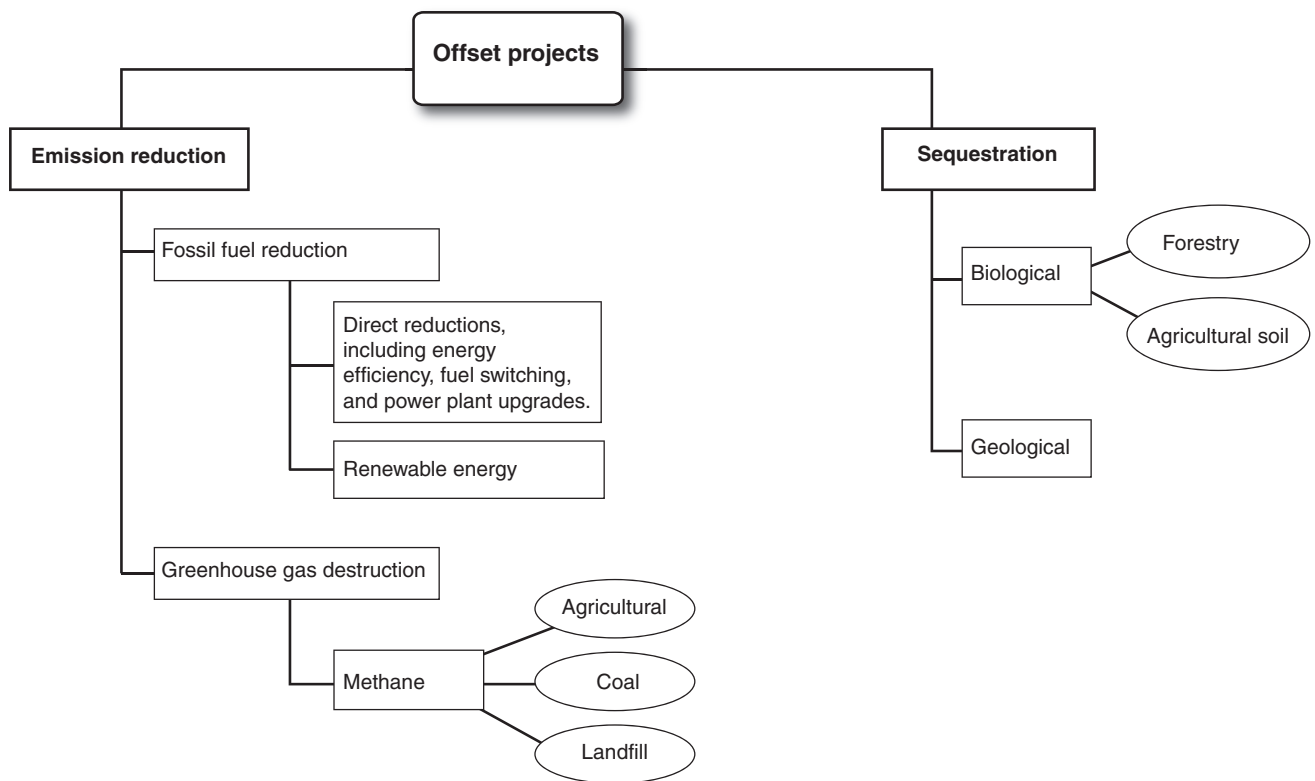 Offset projects
Emission reduction
Sequestration
Fossil fuel reduction
Direct reductions,
including energy
efficiency, fuel switching,
and power plant upgrades.
Renewable energy
Greenhouse gas destruction
Methane
Agricultural
Coal
Landfill
Biological
Forestry
Agricultural soil
Geological